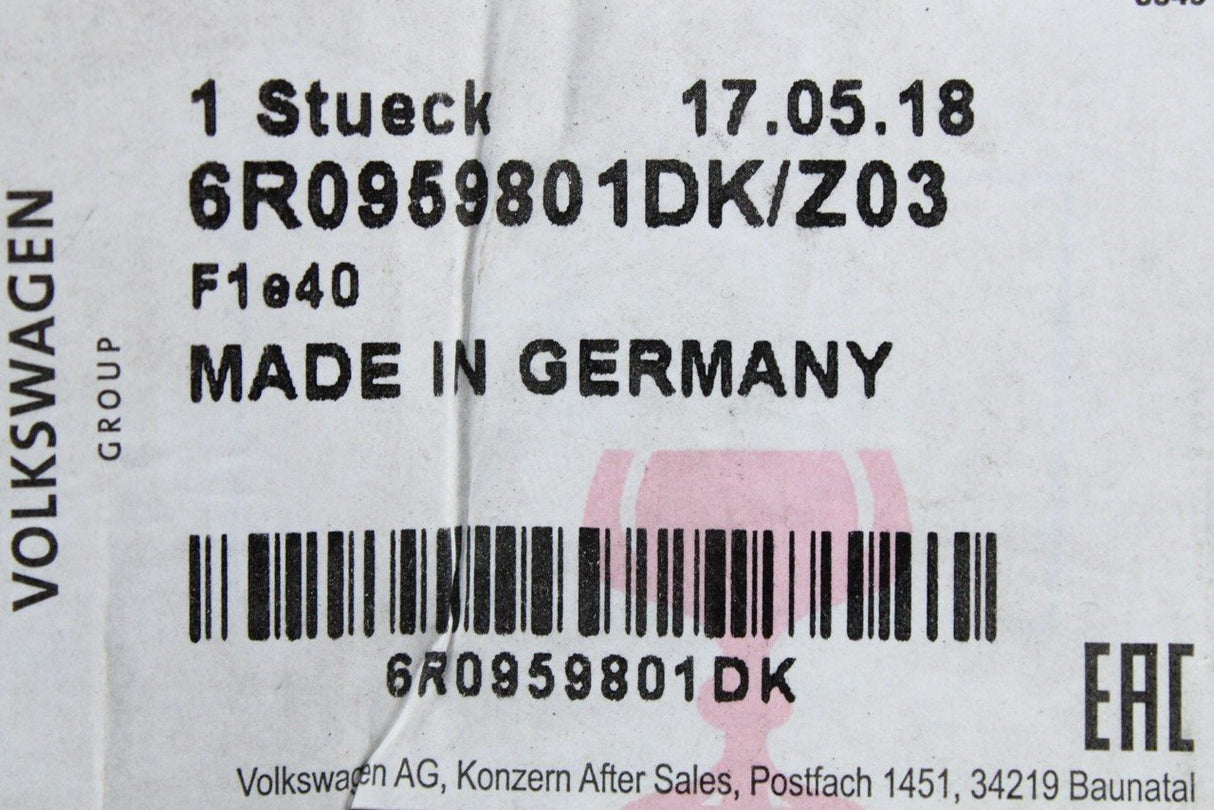 1 Stueck 17.05.18
6R0959801DK/Z03
F1e40
MADE IN GERMANY
VOLKSWAGEN
GROUP
6R0959801DK
EAC
Volkswagen AG, Konzern After Sales, Postfach 1451, 34219 Baunatal